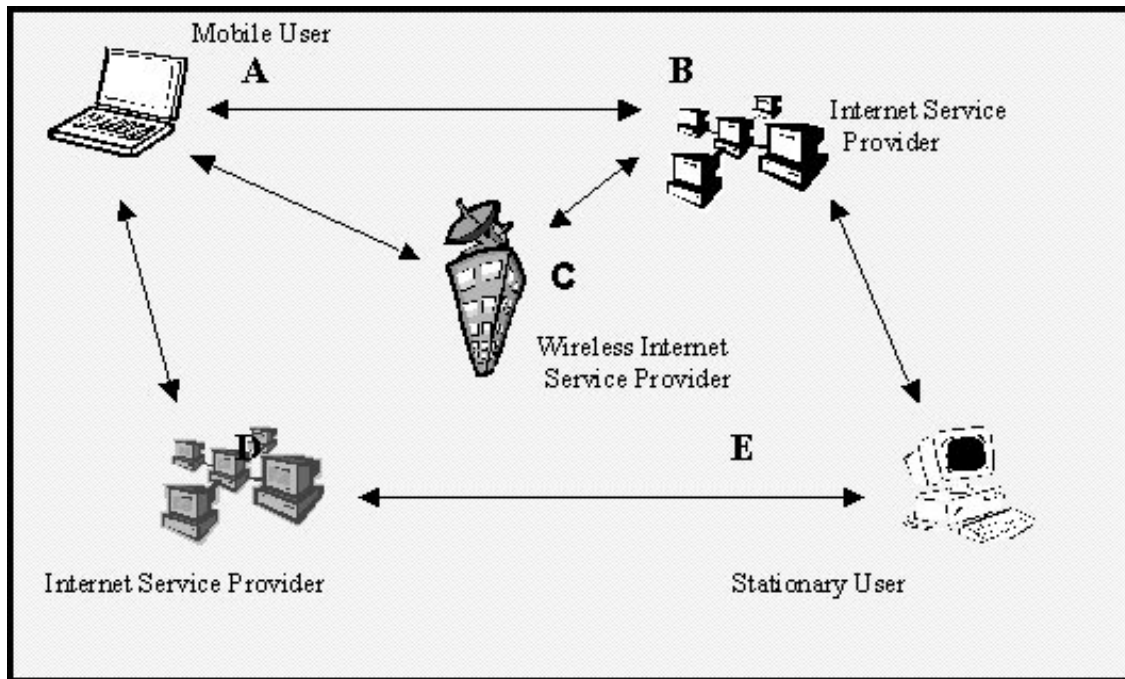 Mobile User
A
B
Internet Service
Provider
C
Wireless Internet
Service Provider
D
E
Internet Service Provider
Stationary User